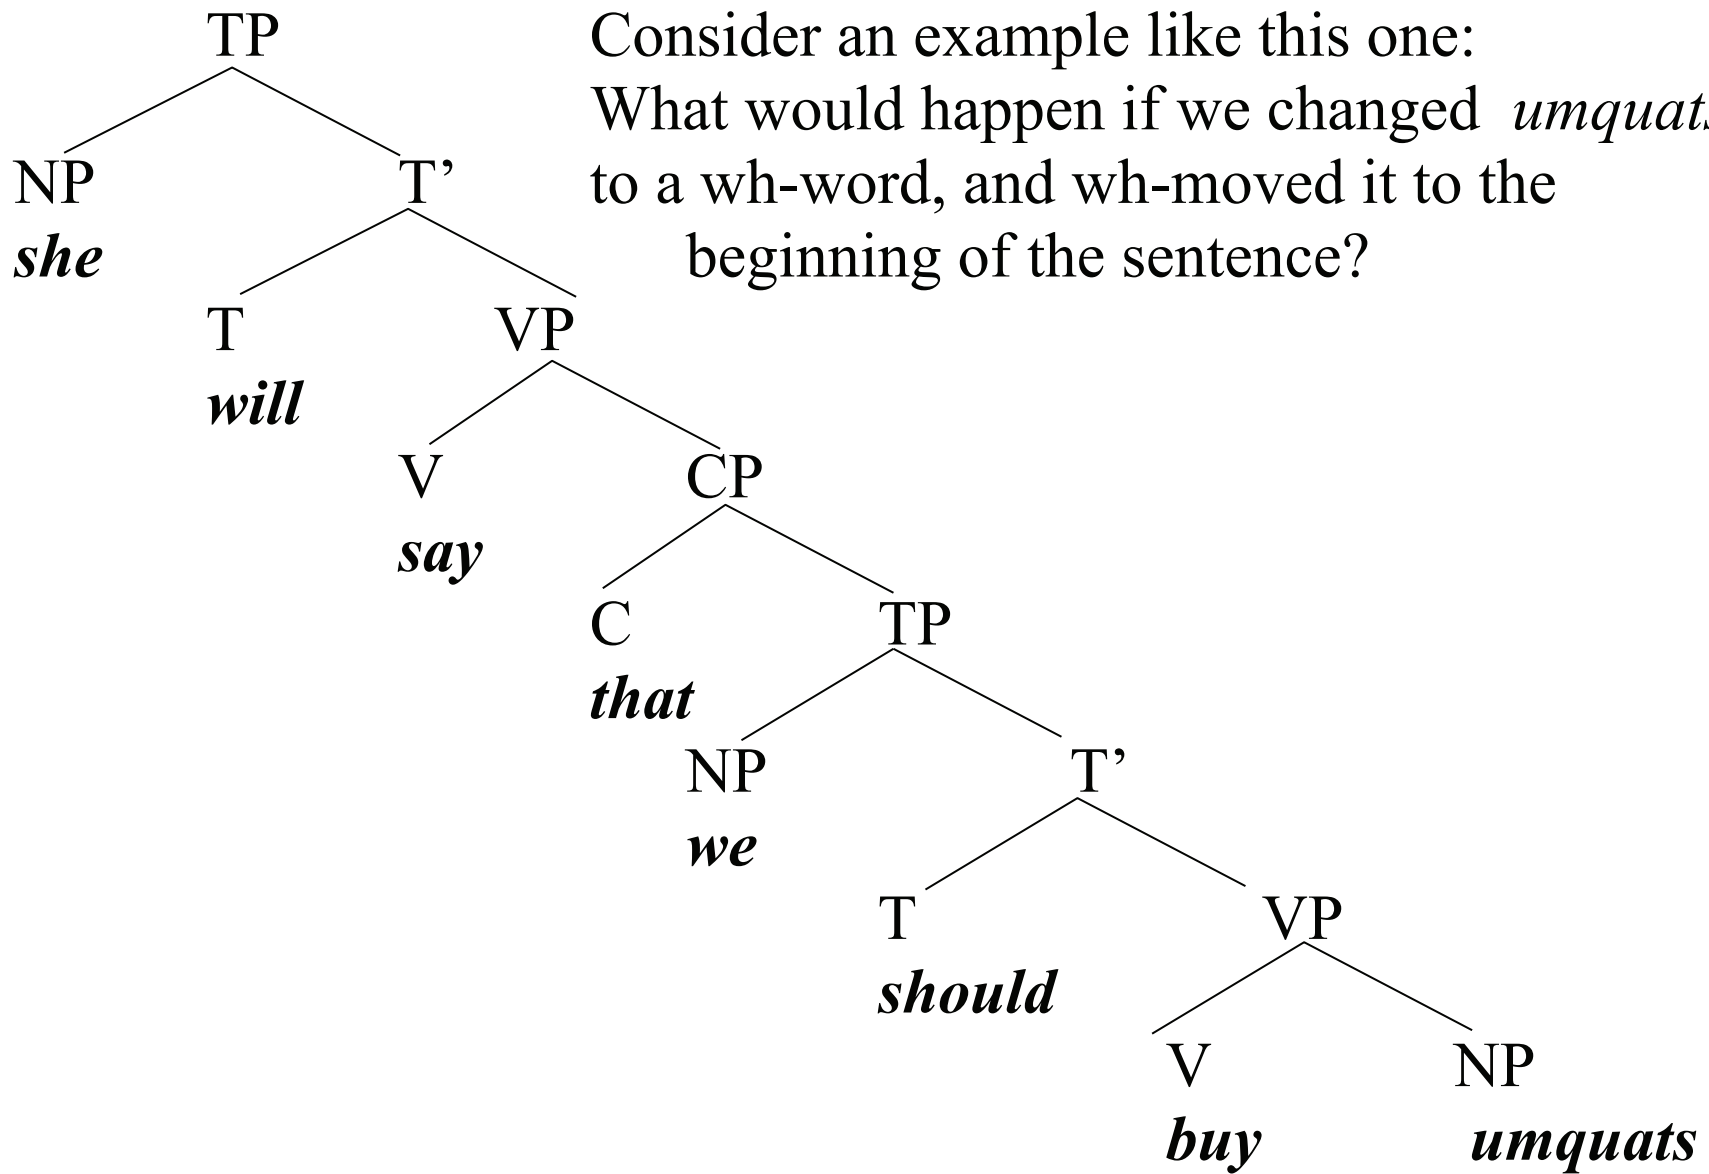 TP Consider an example like this one:
What would happen if we changed umquats
NP T’ to a wh-word, and wh-moved it to the
she beginning of the sentence?
T VP
will
V CP
say
C TP
that
NP T’
we
T VP
should
V NP
buy umquats